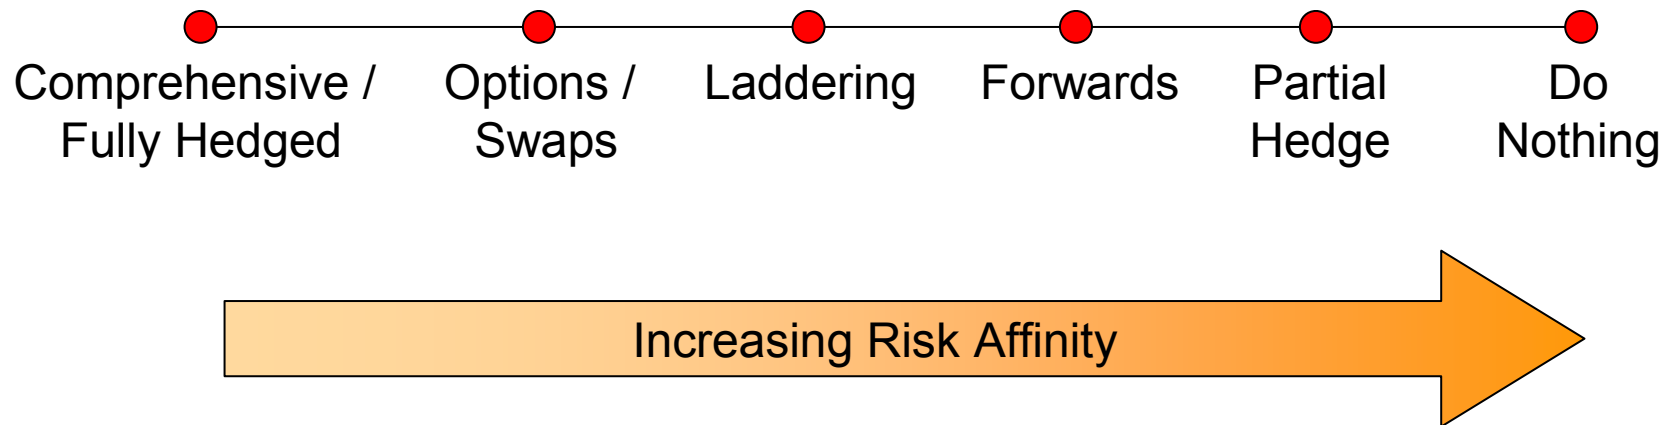 Comprehensive /
Fully Hedged
Options /
Swaps
Laddering
Forwards
Partial
Hedge
Do
Nothing
Increasing Risk Affinity